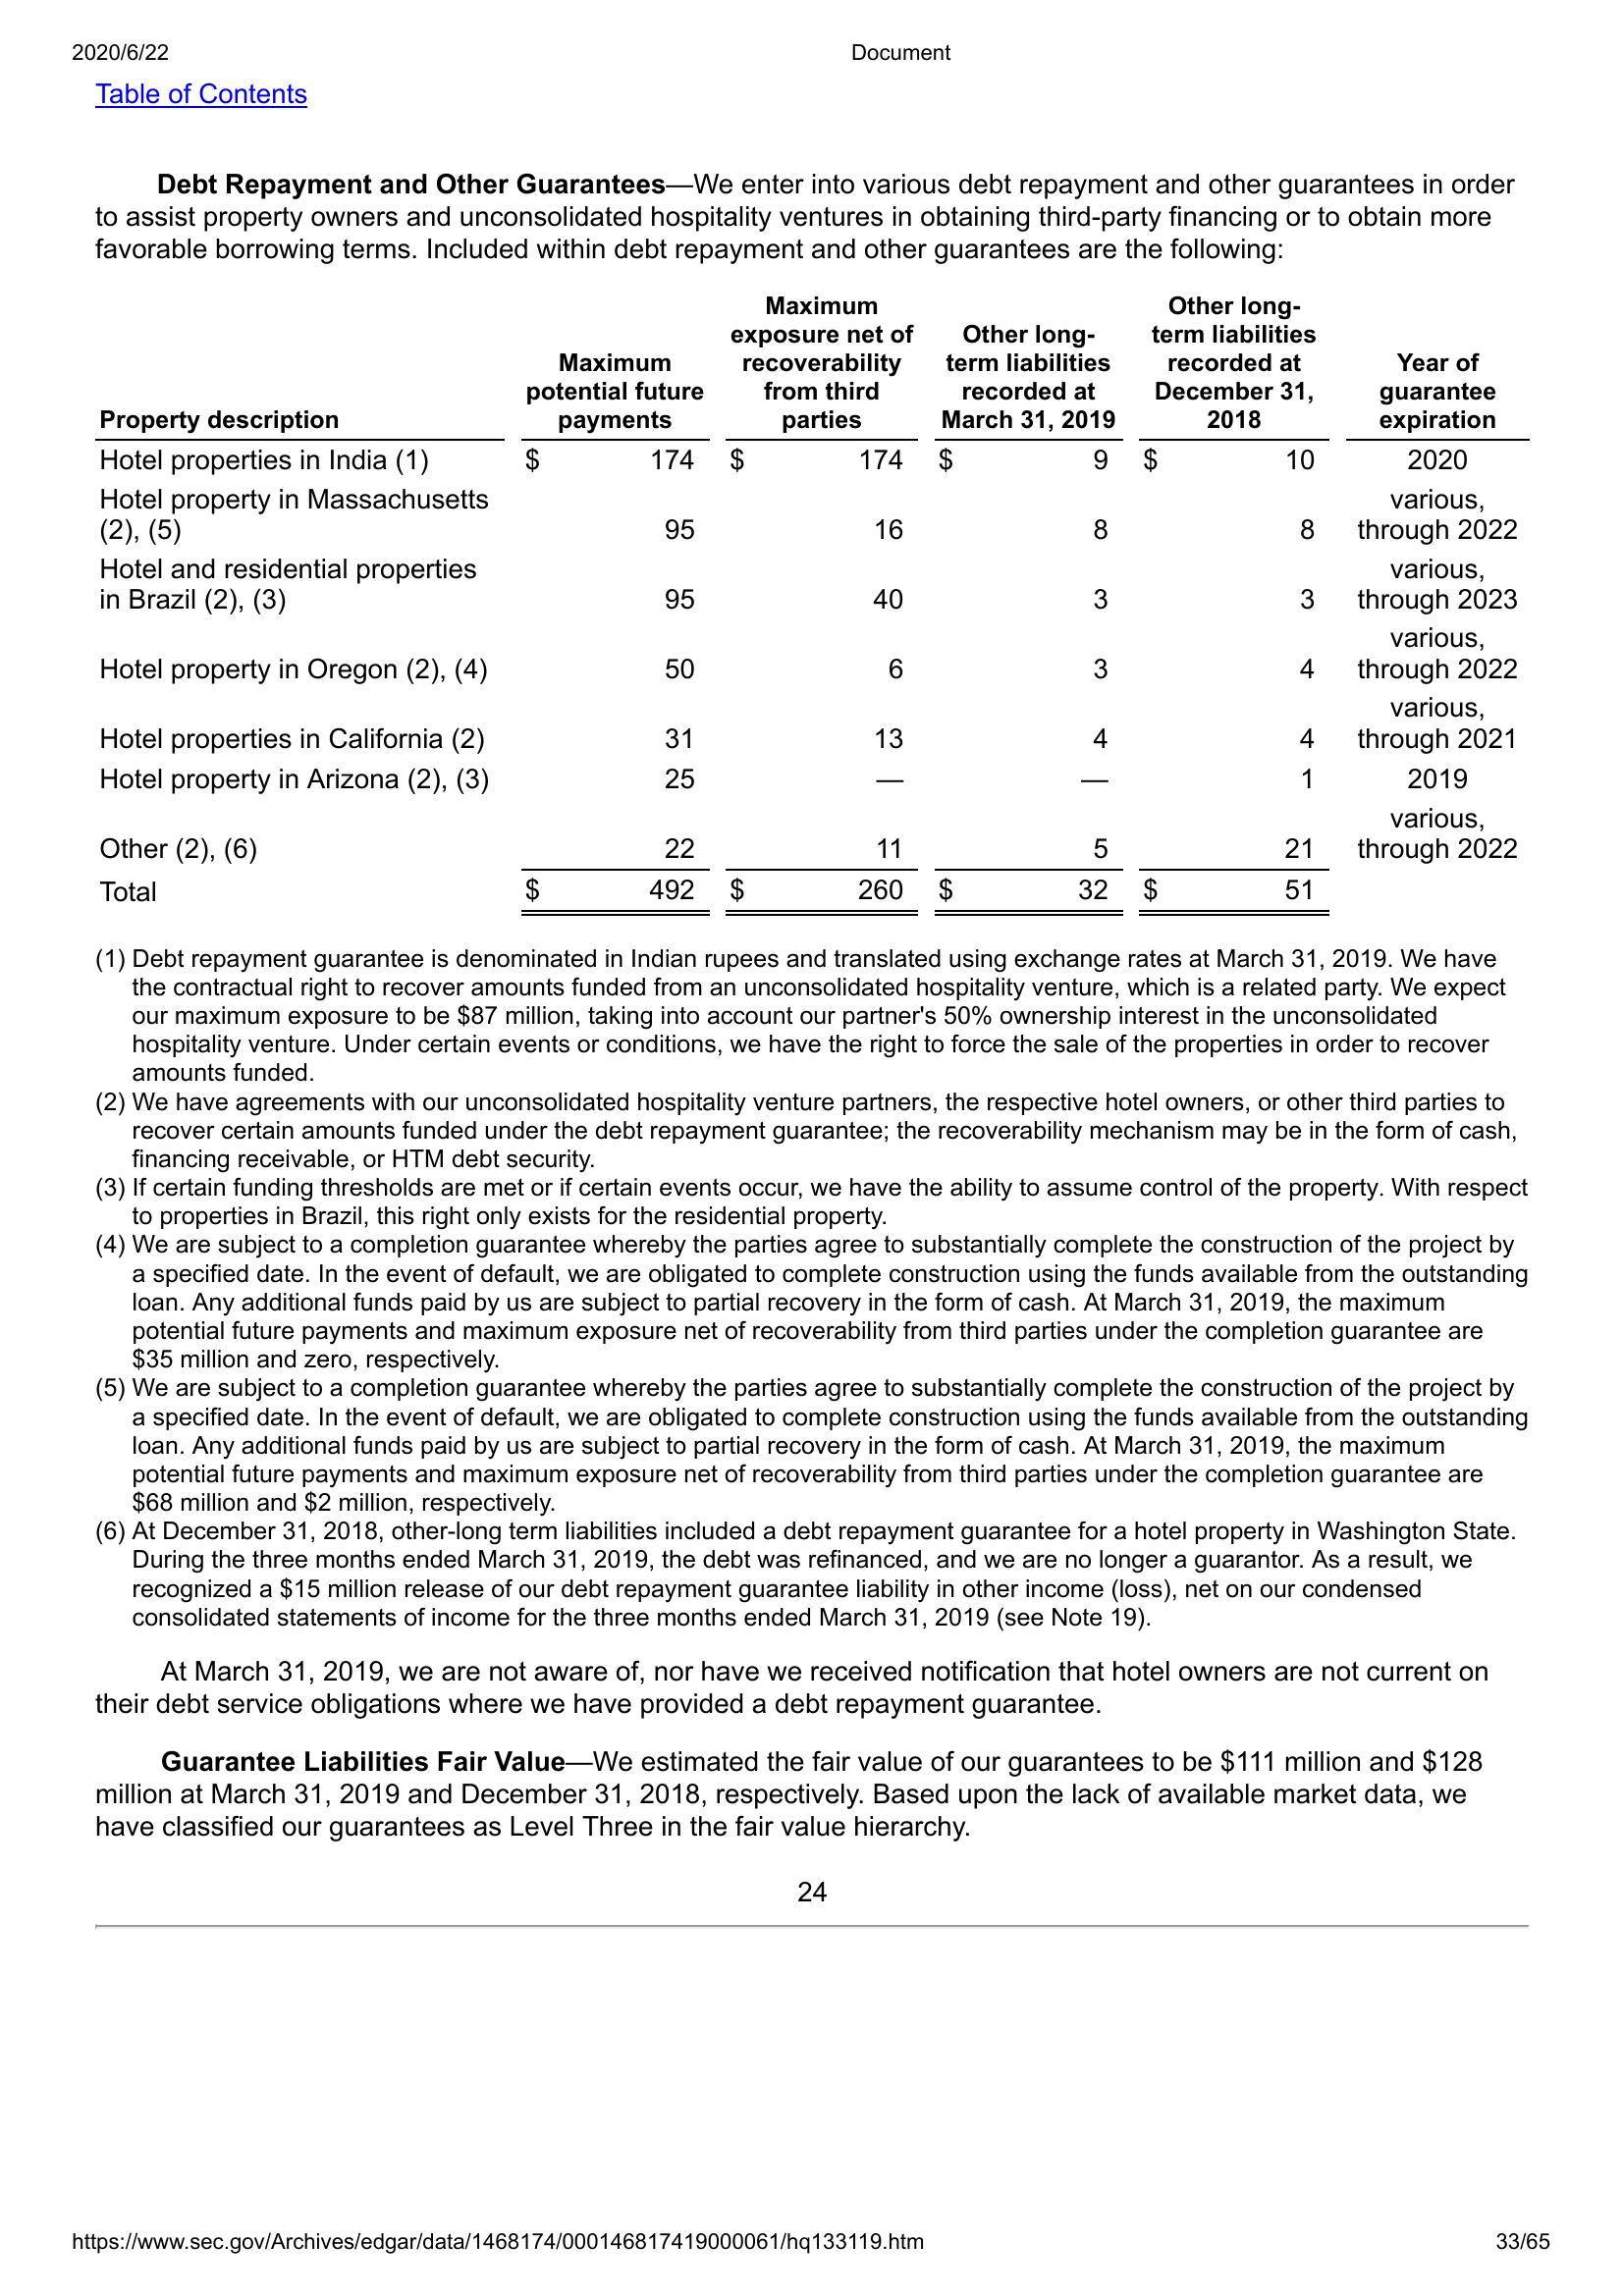 2020/6/22 Document
Table of Contents
Debt Repayment and Other Guarantees—We enter into various debt repayment and other guarantees in order
to assist property owners and unconsolidated hospitality ventures in obtaining third-party financing or to obtain more
favorable borrowing terms. Included within debt repayment and other guarantees are the following:
Property description Maximum potential future payments Maximum exposure net of recoverability from third parties Other long-term liabilities recorded at March 31, 2019 Other long-term liabilities recorded at December 31, 2018 Year of guarantee expiration
Hotel properties in India (1) $ 174 $ 174 $ 9 $ 10 2020
Hotel property in Massachusetts
(2), (5) 95 16 8 8 various, through 2022
Hotel and residential properties
in Brazil (2), (3) 95 40 3 3 various, through 2023
Hotel property in Oregon (2), (4) 50 6 3 4 various, through 2022
Hotel properties in California (2) 31 13 4 4 various, through 2021
Hotel property in Arizona (2), (3) 25 — — 1 2019
Other (2), (6) 22 11 5 21 various, through 2022
Total $ 492 $ 260 $ 32 $ 51
(1) Debt repayment guarantee is denominated in Indian rupees and translated using exchange rates at March 31, 2019. We have
the contractual right to recover amounts funded from an unconsolidated hospitality venture, which is a related party. We expect
our maximum exposure to be $87 million, taking into account our partner's 50% ownership interest in the unconsolidated
hospitality venture. Under certain events or conditions, we have the right to force the sale of the properties in order to recover
amounts funded.
(2) We have agreements with our unconsolidated hospitality venture partners, the respective hotel owners, or other third parties to
recover certain amounts funded under the debt repayment guarantee; the recoverability mechanism may be in the form of cash,
financing receivable, or HTM debt security.
(3) If certain funding thresholds are met or if certain events occur, we have the ability to assume control of the property. With respect
to properties in Brazil, this right only exists for the residential property.
(4) We are subject to a completion guarantee whereby the parties agree to substantially complete the construction of the project by
a specified date. In the event of default, we are obligated to complete construction using the funds available from the outstanding
loan. Any additional funds paid by us are subject to partial recovery in the form of cash. At March 31, 2019, the maximum
potential future payments and maximum exposure net of recoverability from third parties under the completion guarantee are
$35 million and zero, respectively.
(5) We are subject to a completion guarantee whereby the parties agree to substantially complete the construction of the project by
a specified date. In the event of default, we are obligated to complete construction using the funds available from the outstanding
loan. Any additional funds paid by us are subject to partial recovery in the form of cash. At March 31, 2019, the maximum
potential future payments and maximum exposure net of recoverability from third parties under the completion guarantee are
$68 million and $2 million, respectively.
(6) At December 31, 2018, other-long term liabilities included a debt repayment guarantee for a hotel property in Washington State.
During the three months ended March 31, 2019, the debt was refinanced, and we are no longer a guarantor. As a result, we
recognized a $15 million release of our debt repayment guarantee liability in other income (loss), net on our condensed
consolidated statements of income for the three months ended March 31, 2019 (see Note 19).
At March 31, 2019, we are not aware of, nor have we received notification that hotel owners are not current on
their debt service obligations where we have provided a debt repayment guarantee.
Guarantee Liabilities Fair Value—We estimated the fair value of our guarantees to be $111 million and $128
million at March 31, 2019 and December 31, 2018, respectively. Based upon the lack of available market data, we
have classified our guarantees as Level Three in the fair value hierarchy.
24
https://www.sec.gov/Archives/edgar/data/1468174/000146817419000061/hq133119.htm 33/65